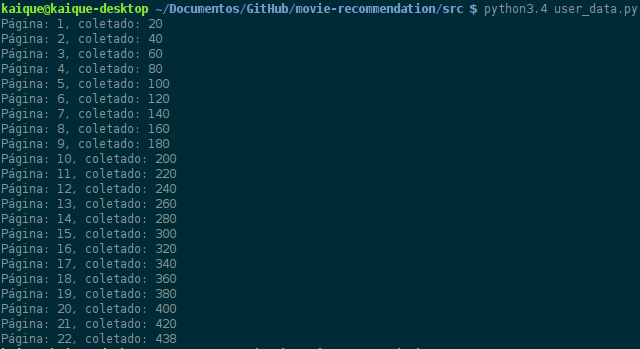 kaique@kaique-desktop ~/Documentos/GitHub/movie-recommendation/src $ python3.4 user_data.py
Página: 1, coletado: 20
Página: 2, coletado: 40
Página: 3, coletado: 60
Página: 4, coletado: 80
Página: 5, coletado: 100
Página: 6, coletado: 120
Página: 7, coletado: 140
Página: 8, coletado: 160
Página: 9, coletado: 180
Página: 10, coletado: 200
Página: 11, coletado: 220
Página: 12, coletado: 240
Página: 13, coletado: 260
Página: 14, coletado: 280
Página: 15, coletado: 300
Página: 16, coletado: 320
Página: 17, coletado: 340
Página: 18, coletado: 360
Página: 19, coletado: 380
Página: 20, coletado: 400
Página: 21, coletado: 420
Página: 22, coletado: 438